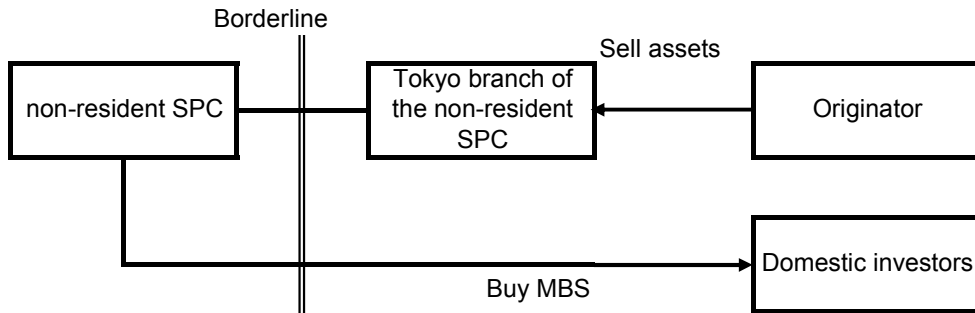 Borderline
Sell assets
non-resident SPC
Tokyo branch of
the non-resident
SPC
Originator
Domestic investors
Buy MBS